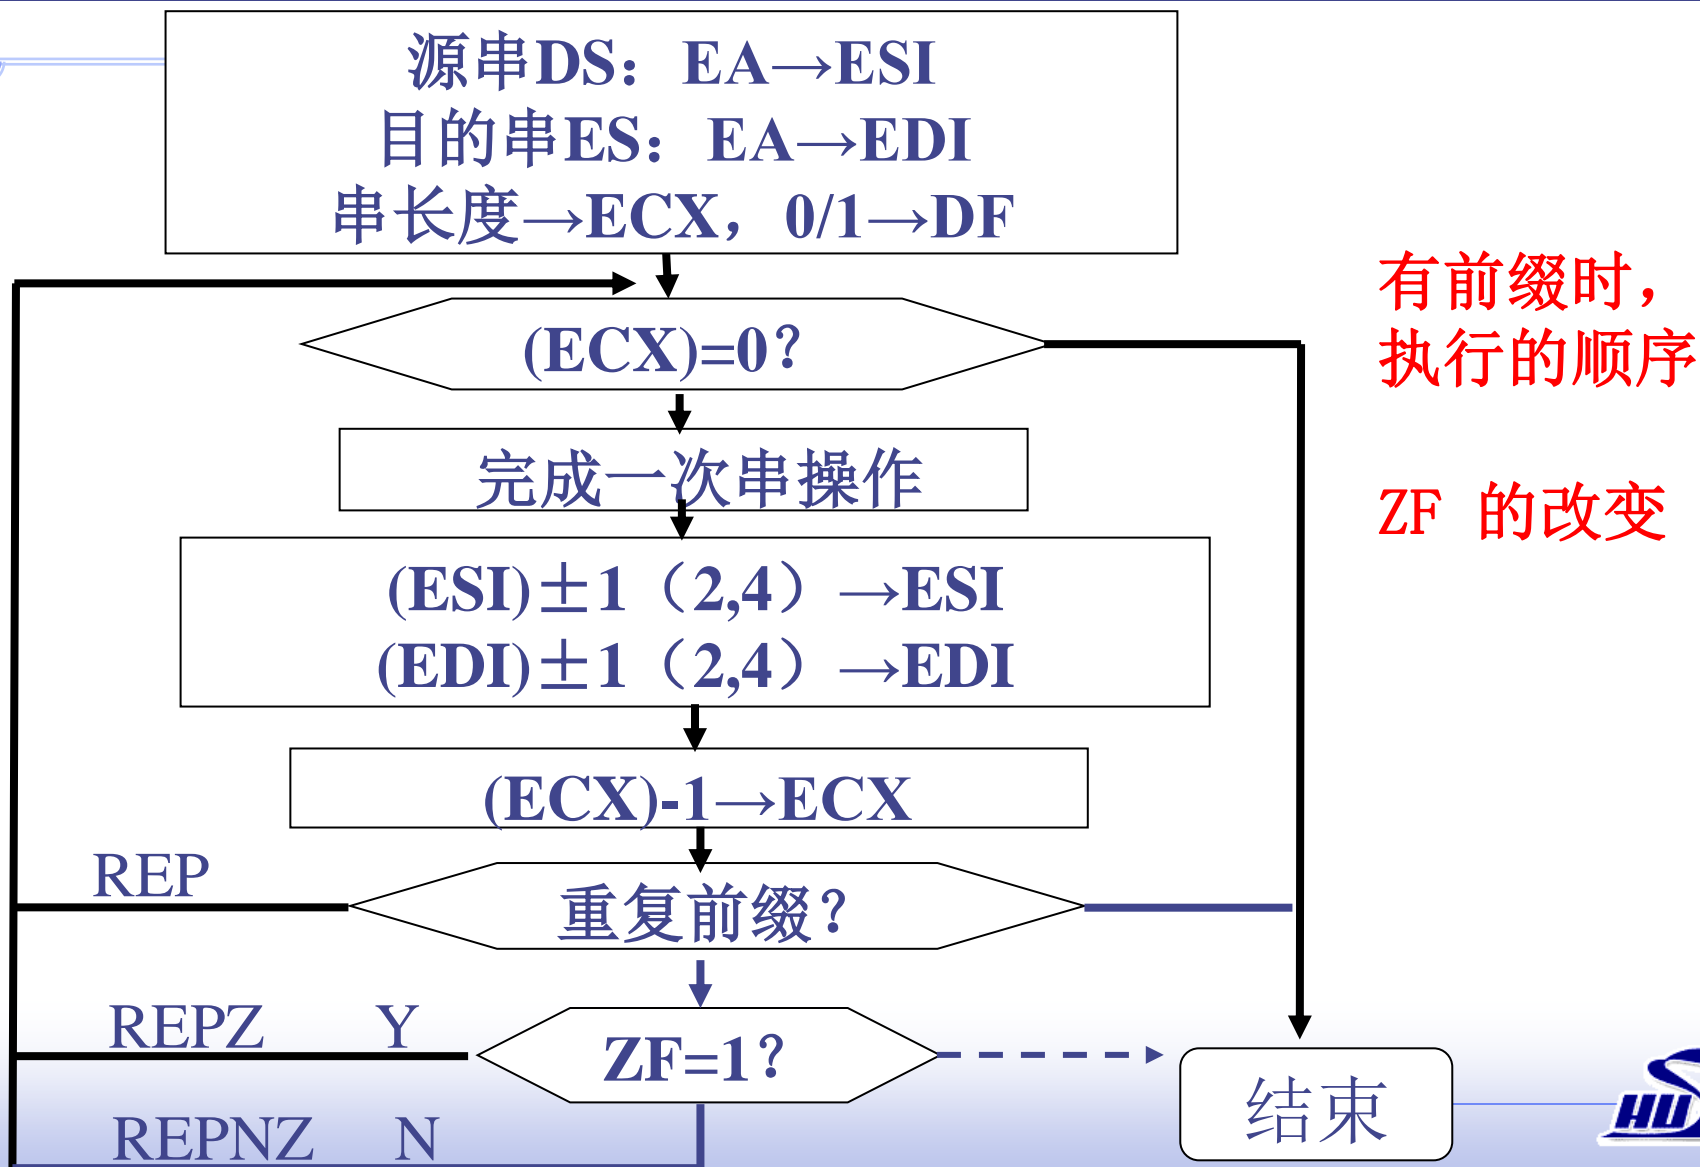 源串DS：EA→ESI
目的串ES：EA→EDI
串长度→ECX，0/1→DF
有前缀时，
执行的顺序
(ECX)=0？
完成一次串操作
ZF 的改变
(ESI)±1（2,4）→ESI
(EDI)±1（2,4）→EDI
(ECX)-1→ECX
REP
重复前缀？
REPZ Y
ZF=1？
结束
REPNZ N